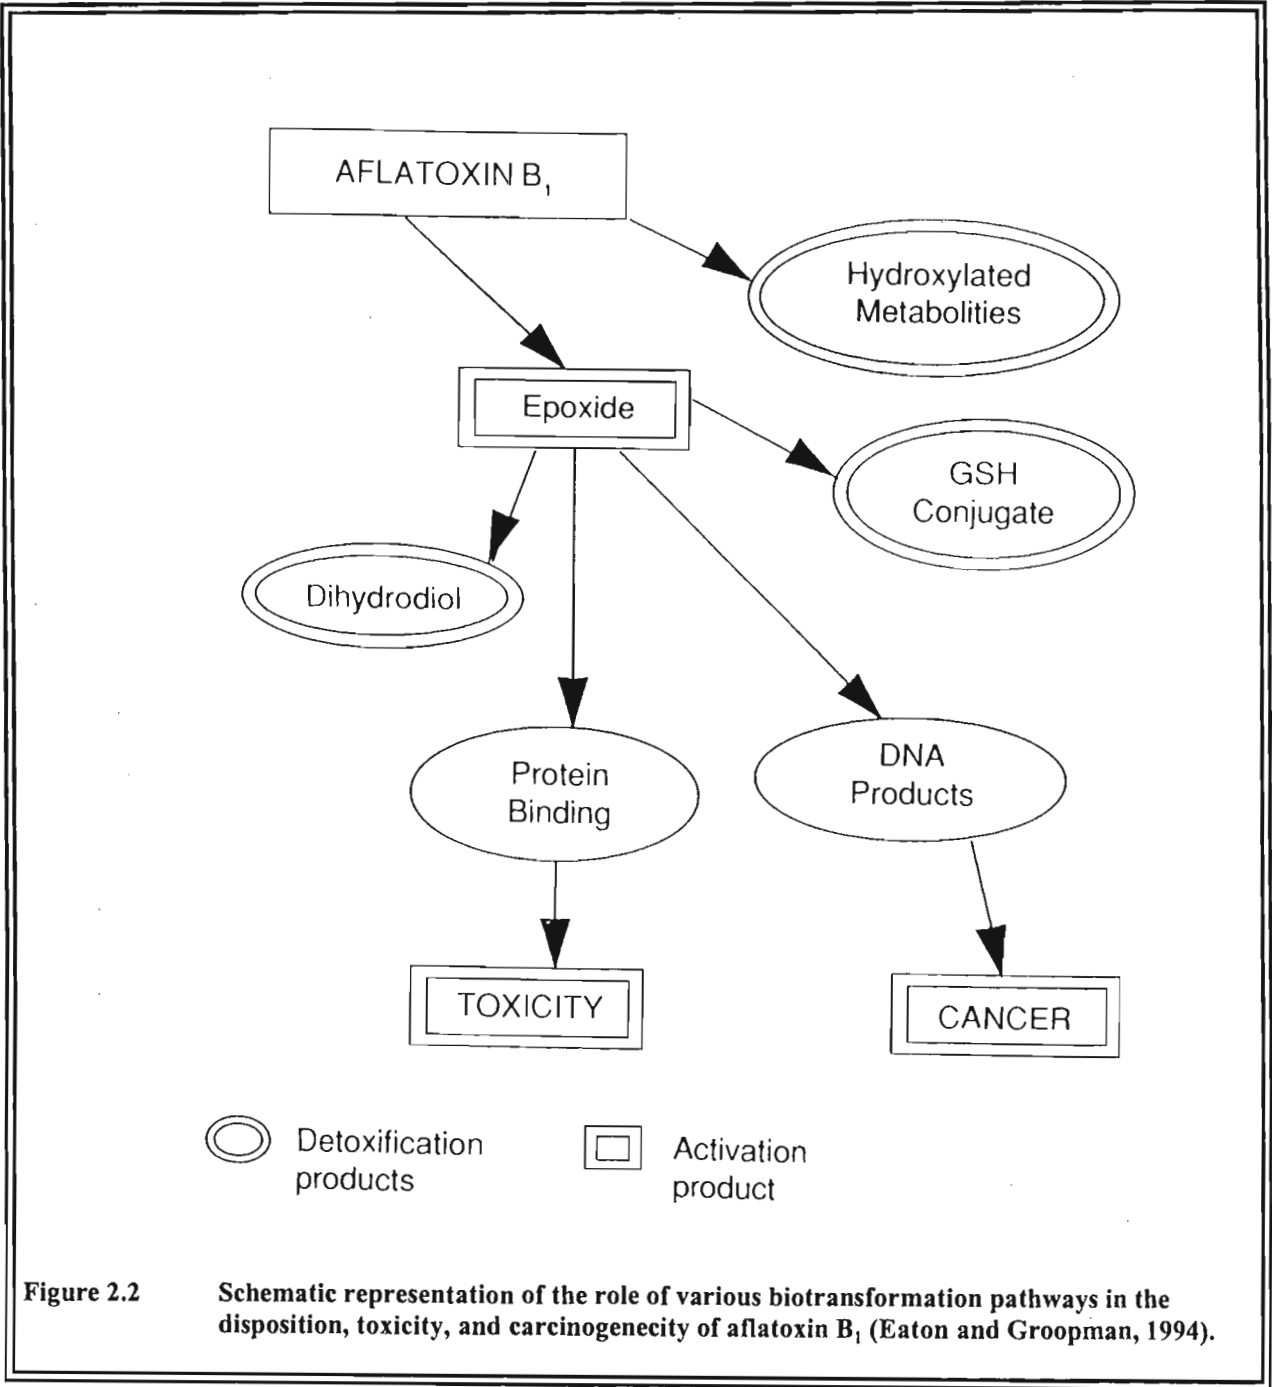 AFLATOXIN B₁
Hydroxylated
Metabolities
Epoxide
GSH
Conjugate
Dihydrodiol
Protein
Binding
DNA
Products
TOXICITY
CANCER
Detoxification
products
Activation
product
Figure 2.2 Schematic representation of the role of various biotransformation pathways in the
disposition, toxicity, and carcinogenecity of aflatoxin B₁ (Eaton and Groopman, 1994).